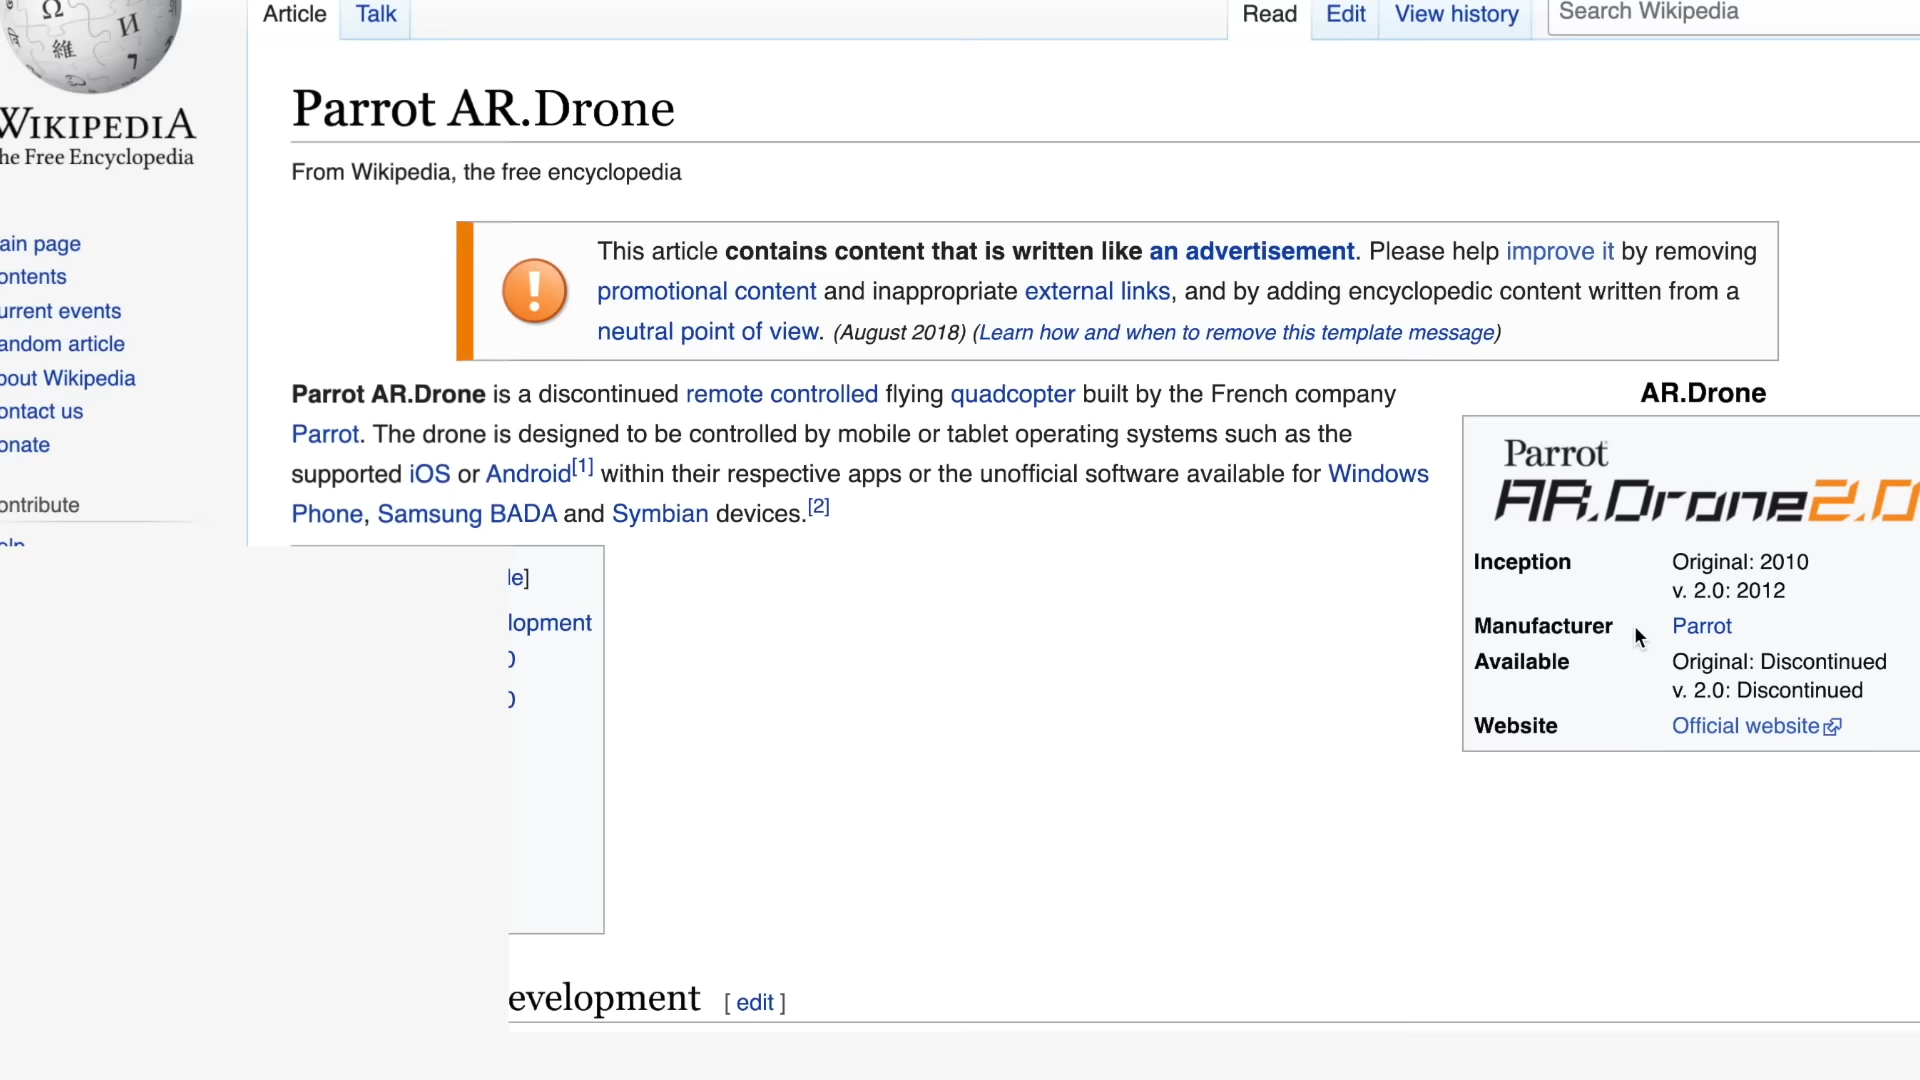 Article Talk Read Edit View history Search Wikipedia
Ω И
維 7
WIKIPEDIA
he Free Encyclopedia
Parrot AR.Drone
From Wikipedia, the free encyclopedia
ain page
ontents
urrent events
andom article
bout Wikipedia
ontact us
onate
ontribute
This article contains content that is written like an advertisement. Please help improve it by removing
promotional content and inappropriate external links, and by adding encyclopedic content written from a
neutral point of view. (August 2018) (Learn how and when to remove this template message)
Parrot AR.Drone is a discontinued remote controlled flying quadcopter built by the French company
Parrot. The drone is designed to be controlled by mobile or tablet operating systems such as the
supported iOS or Android[1] within their respective apps or the unofficial software available for Windows
Phone, Samsung BADA and Symbian devices.[2]
AR.Drone
Parrot
AR.Drone2.0
Inception Original: 2010
v. 2.0: 2012
Manufacturer Parrot
Available Original: Discontinued
v. 2.0: Discontinued
Website Official website
le]
lopment
evelopment [ edit ]